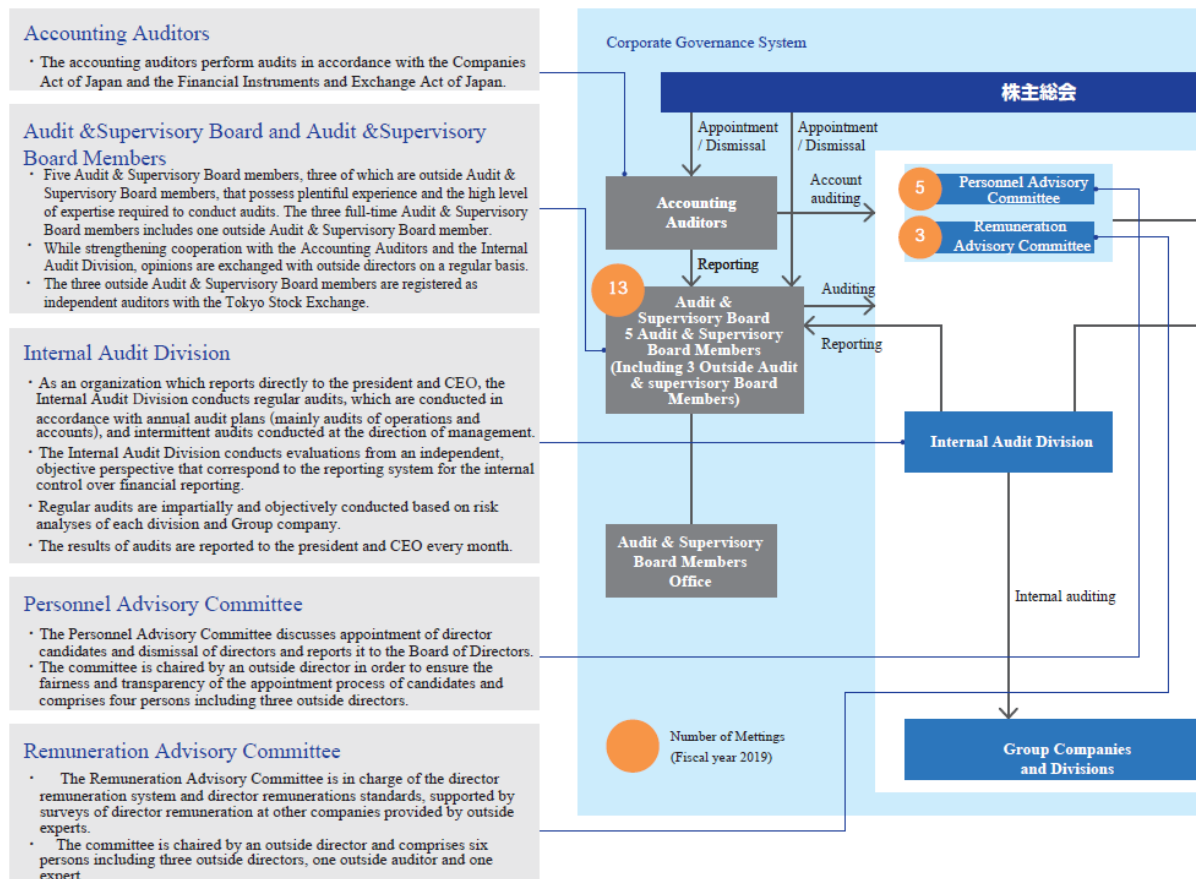 Accounting Auditors
・The accounting auditors perform audits in accordance with the Companies
Act of Japan and the Financial Instruments and Exchange Act of Japan.
Audit &Supervisory Board and Audit &Supervisory
Board Members
・Five Audit & Supervisory Board members, three of which are outside Audit &
Supervisory Board members, that possess plentiful experience and the high level
of expertise required to conduct audits. The three full-time Audit & Supervisory
Board members includes one outside Audit & Supervisory Board member.
・While strengthening cooperation with the Accounting Auditors and the Internal
Audit Division, opinions are exchanged with outside directors on a regular basis.
・The three outside Audit & Supervisory Board members are registered as
independent auditors with the Tokyo Stock Exchange.
Internal Audit Division
・As an organization which reports directly to the president and CEO, the
Internal Audit Division conducts regular audits, which are conducted in
accordance with annual audit plans (mainly audits of operations and
accounts), and intermittent audits conducted at the direction of management.
・The Internal Audit Division conducts evaluations from an independent,
objective perspective that correspond to the reporting system for the internal
control over financial reporting.
・Regular audits are impartially and objectively conducted based on risk
analyses of each division and Group company.
・The results of audits are reported to the president and CEO every month.
Personnel Advisory Committee
・The Personnel Advisory Committee discusses appointment of director
candidates and dismissal of directors and reports it to the Board of Directors.
・The committee is chaired by an outside director in order to ensure the
fairness and transparency of the appointment process of candidates and
comprises four persons including three outside directors.
Remuneration Advisory Committee
・The Remuneration Advisory Committee is in charge of the director
remuneration system and director remunerations standards, supported by
surveys of director remuneration at other companies provided by outside
experts.
・The committee is chaired by an outside director and comprises six
persons including three outside directors, one outside auditor and one
expert
Corporate Governance System
株主総会
Appointment
/ Dismissal
Appointment
/ Dismissal
Accounting
Auditors
Account
auditing
5
Personnel Advisory
Committee
3
Remuneration
Advisory Committee
Reporting
13
Audit &
Supervisory Board
5 Audit & Supervisory
Board Members
(Including 3 Outside Audit
& supervisory Board
Members)
Auditing
Reporting
Internal Audit Division
Audit & Supervisory
Board Members
Office
Internal auditing
Number of Mettings
(Fiscal year 2019)
Group Companies
and Divisions